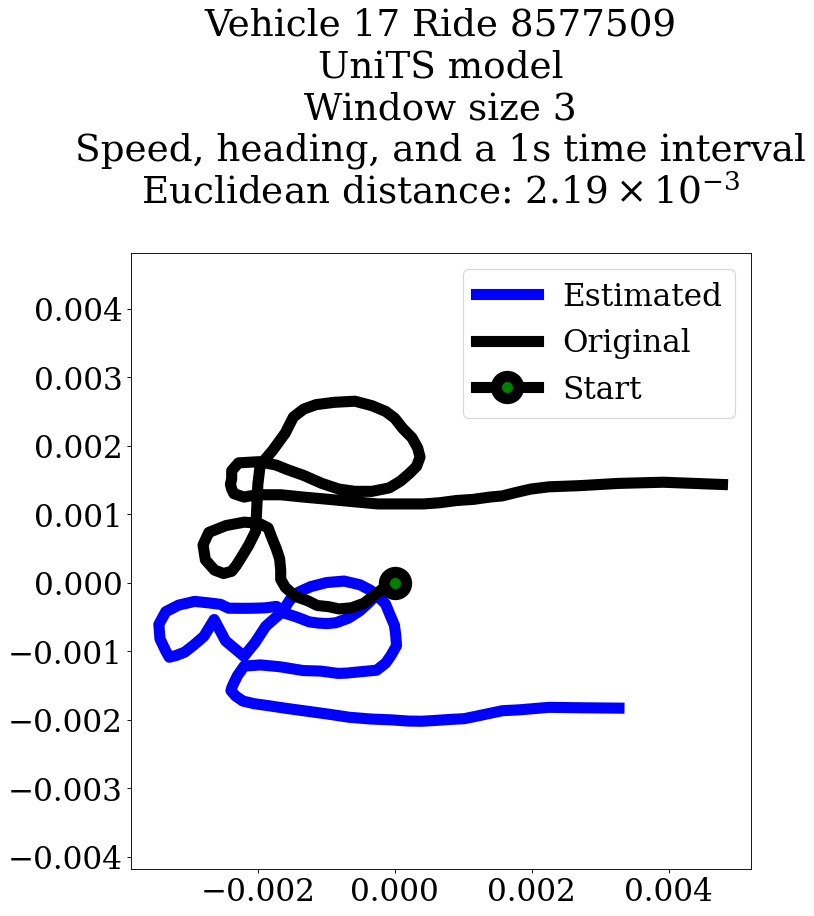 Vehicle 17 Ride 8577509
UniTS model
Window size 3
Speed, heading, and a 1s time interval
Euclidean distance: 2.19 × 10⁻³
Estimated
Original
Start
0.004
0.003
0.002
0.001
0.000
−0.001
−0.002
−0.003
−0.004
−0.002 0.000 0.002 0.004